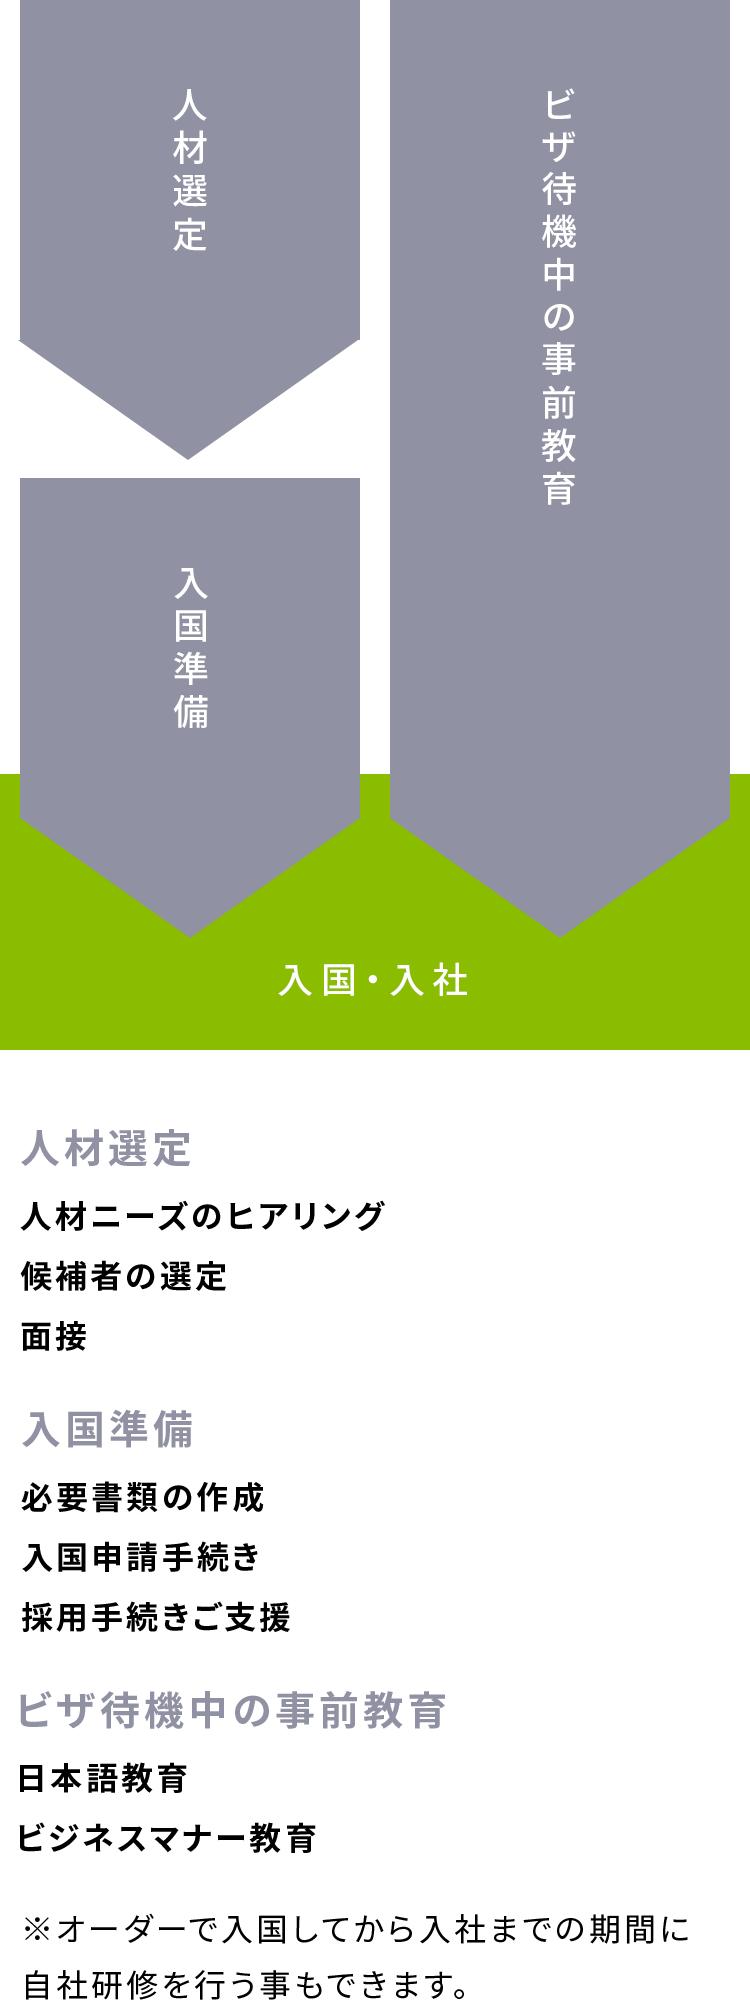 人材選定
ビザ待機中の事前教育
入国準備
入国・入社
人材選定
人材ニーズのヒアリング
候補者の選定
面接
入国準備
必要書類の作成
入国申請手続き
採用手続きご支援
ビザ待機中の事前教育
日本語教育
ビジネスマナー教育
※オーダーで入国してから入社までの期間に
自社研修を行う事もできます。